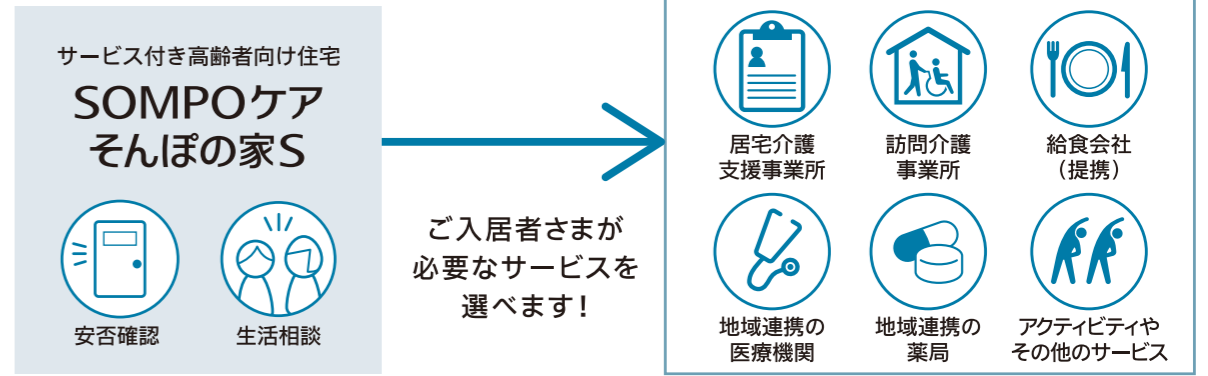 サービス付き高齢者向け住宅
SOMPOケア
そんぽの家S
安否確認
生活相談
ご入居者さまが
必要なサービスを
選べます!
居宅介護
支援事業所
訪問介護
事業所
給食会社
（提携）
地域連携の
医療機関
地域連携の
薬局
アクティビティや
その他のサービス